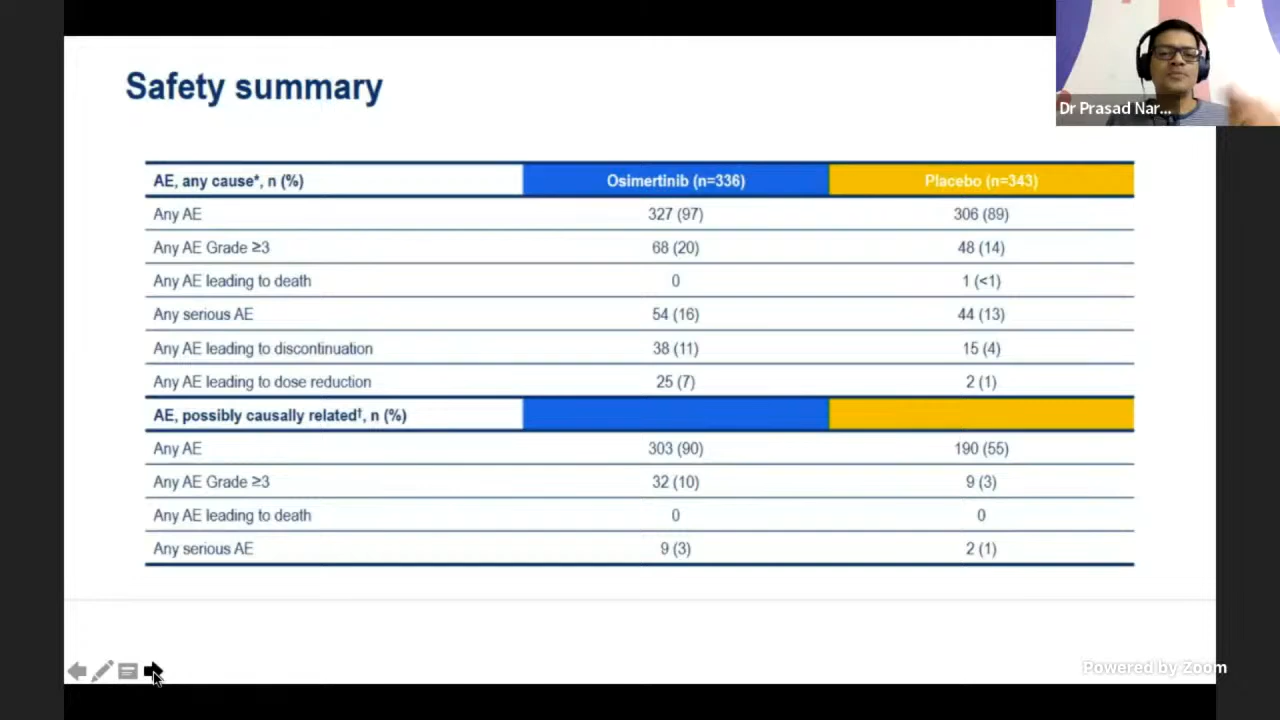 Safety summary
Dr Prasad Nar...
AE, any cause*, n (%) Osimertinib (n=336) Placebo (n=343)
Any AE 327 (97) 306 (89)
Any AE Grade ≥3 68 (20) 48 (14)
Any AE leading to death 0 1 (<1)
Any serious AE 54 (16) 44 (13)
Any AE leading to discontinuation 38 (11) 15 (4)
Any AE leading to dose reduction 25 (7) 2 (1)
AE, possibly causally related†, n (%)
Any AE 303 (90) 190 (55)
Any AE Grade ≥3 32 (10) 9 (3)
Any AE leading to death 0 0
Any serious AE 9 (3) 2 (1)
Powered by Zoom